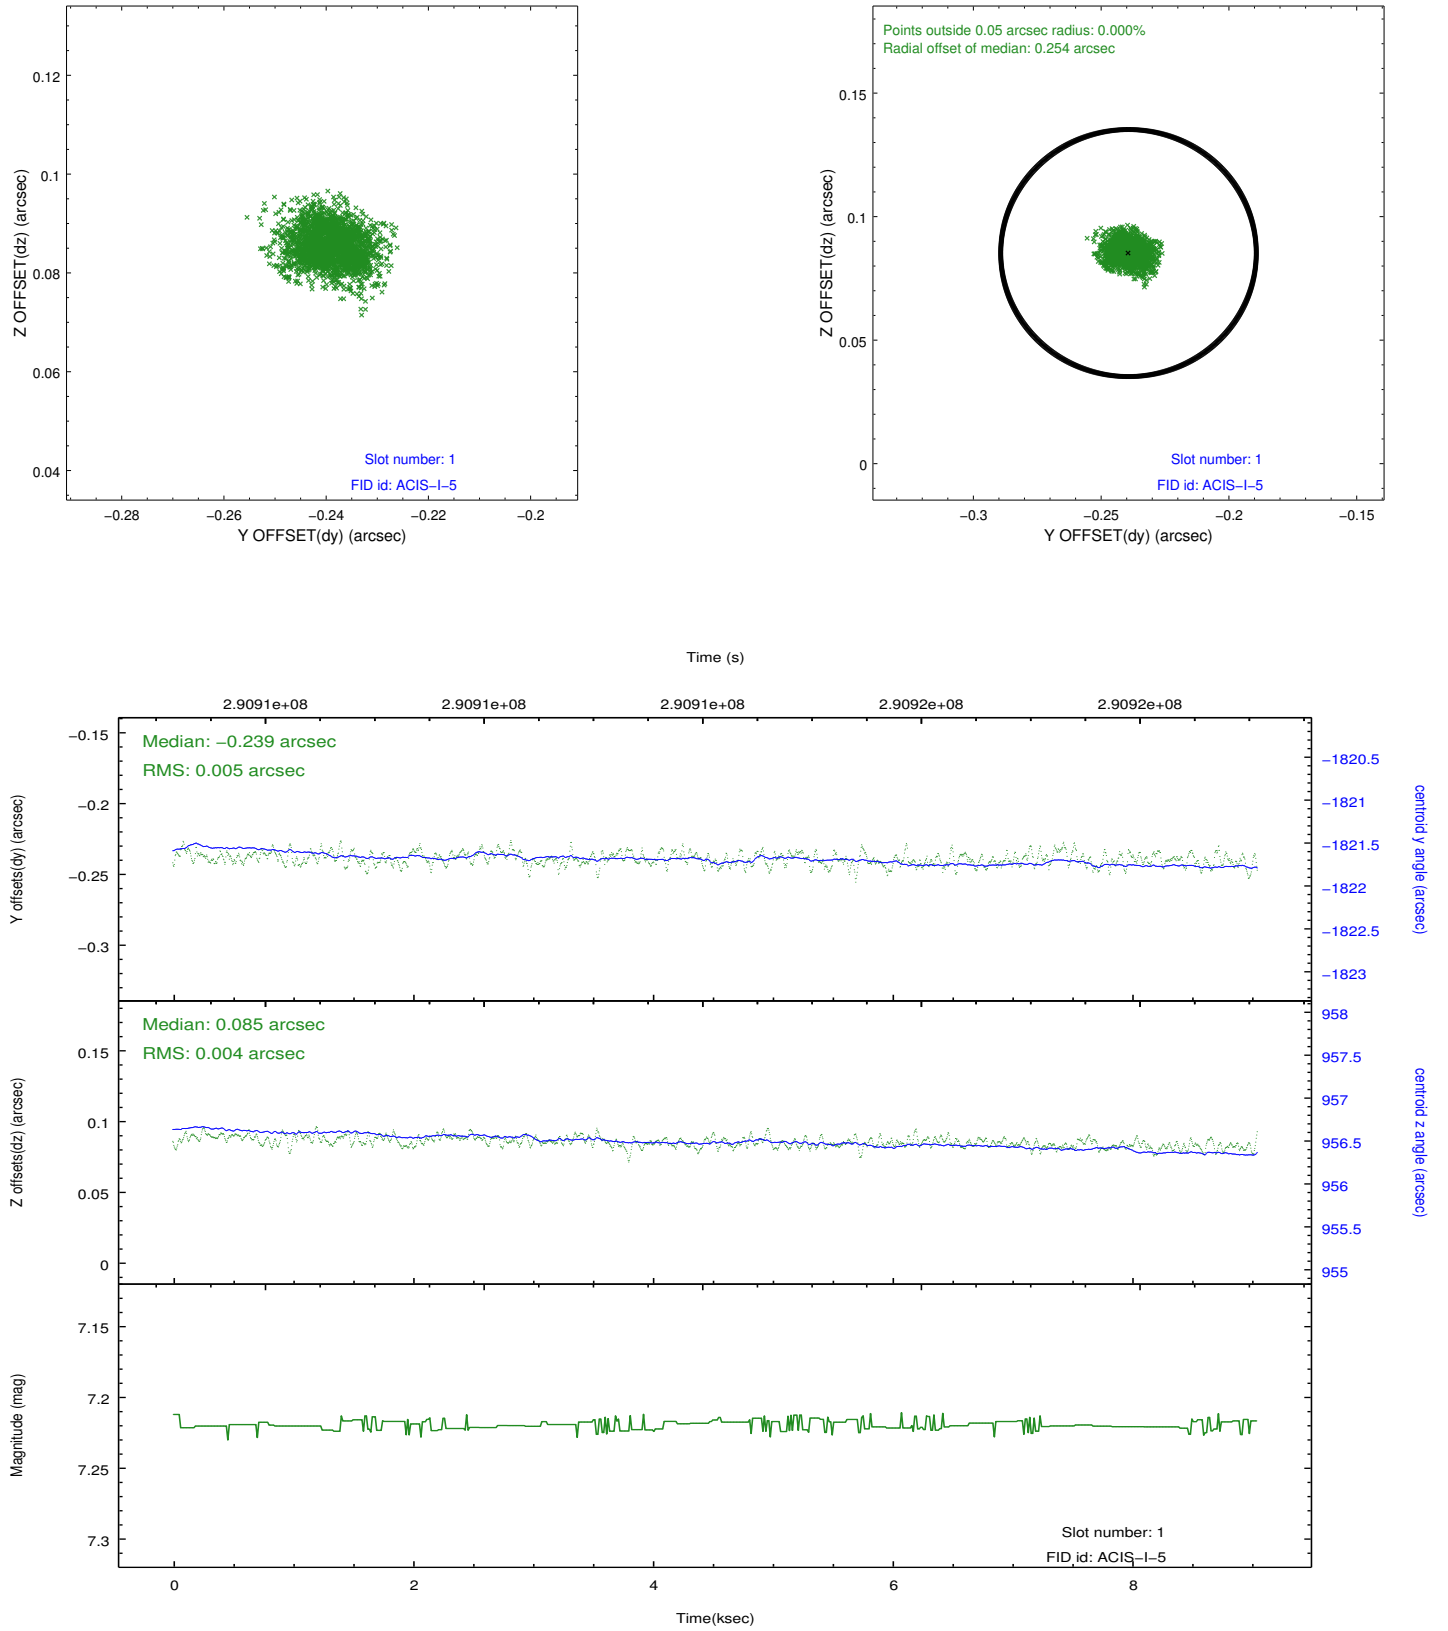 0.12
0.1
0.08
0.06
0.04
Z OFFSET(dz) (arcsec)
−0.28 −0.26 −0.24 −0.22 −0.2
Y OFFSET(dy) (arcsec)
Slot number: 1
FID id: ACIS−I−5
Points outside 0.05 arcsec radius: 0.000%
Radial offset of median: 0.254 arcsec
0.15
0.1
0.05
0
Z OFFSET(dz) (arcsec)
−0.3 −0.25 −0.2 −0.15
Y OFFSET(dy) (arcsec)
Slot number: 1
FID id: ACIS−I−5
Time (s)
2.9091e+08 2.9091e+08 2.9091e+08 2.9092e+08 2.9092e+08
Median: −0.239 arcsec
RMS: 0.005 arcsec
−0.15
−0.2
−0.25
−0.3
Y offsets(dy) (arcsec)
−1820.5
−1821
−1821.5
−1822
−1822.5
−1823
centroid y angle (arcsec)
Median: 0.085 arcsec
RMS: 0.004 arcsec
0.15
0.1
0.05
0
Z offsets(dz) (arcsec)
958
957.5
957
956.5
956
955.5
955
centroid z angle (arcsec)
7.15
7.2
7.25
7.3
Magnitude (mag)
Slot number: 1
FID id: ACIS−I−5
0 2 4 6 8
Time(ksec)